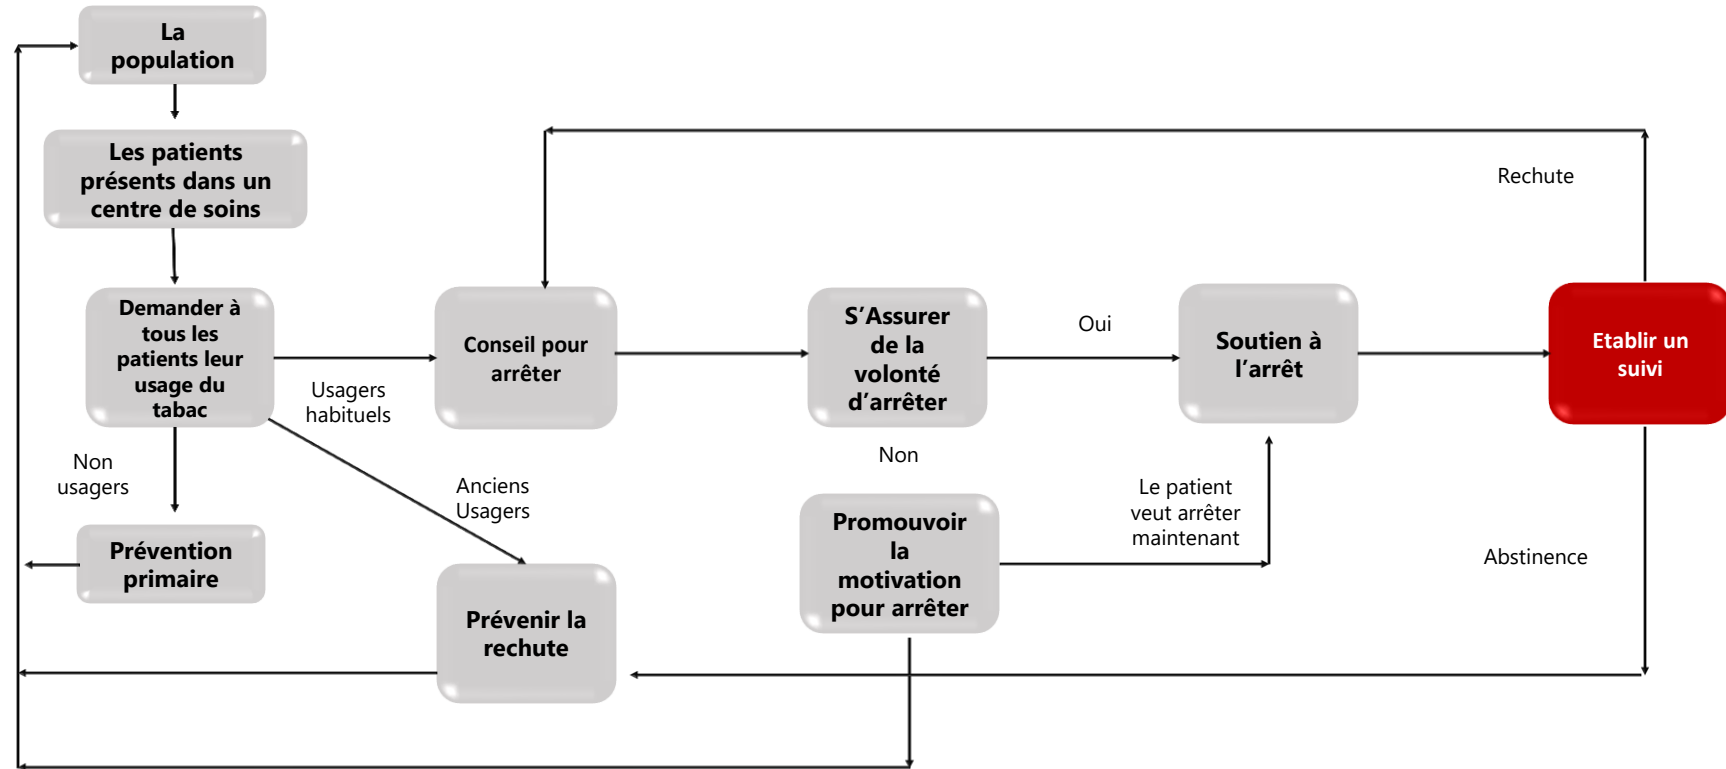 La
population
Les patients
présents dans un
centre de soins
Demander à
tous les
patients leur
usage du
tabac
Usagers
habituels
Non
usagers
Anciens
Usagers
Prévention
primaire
Prévenir la
rechute
Conseil pour
arrêter
S’Assurer
de la
volonté
d’arrêter
Oui
Non
Promouvoir
la
motivation
pour arrêter
Le patient
veut arrêter
maintenant
Soutien à
l’arrêt
Etablir un
suivi
Rechute
Abstinence